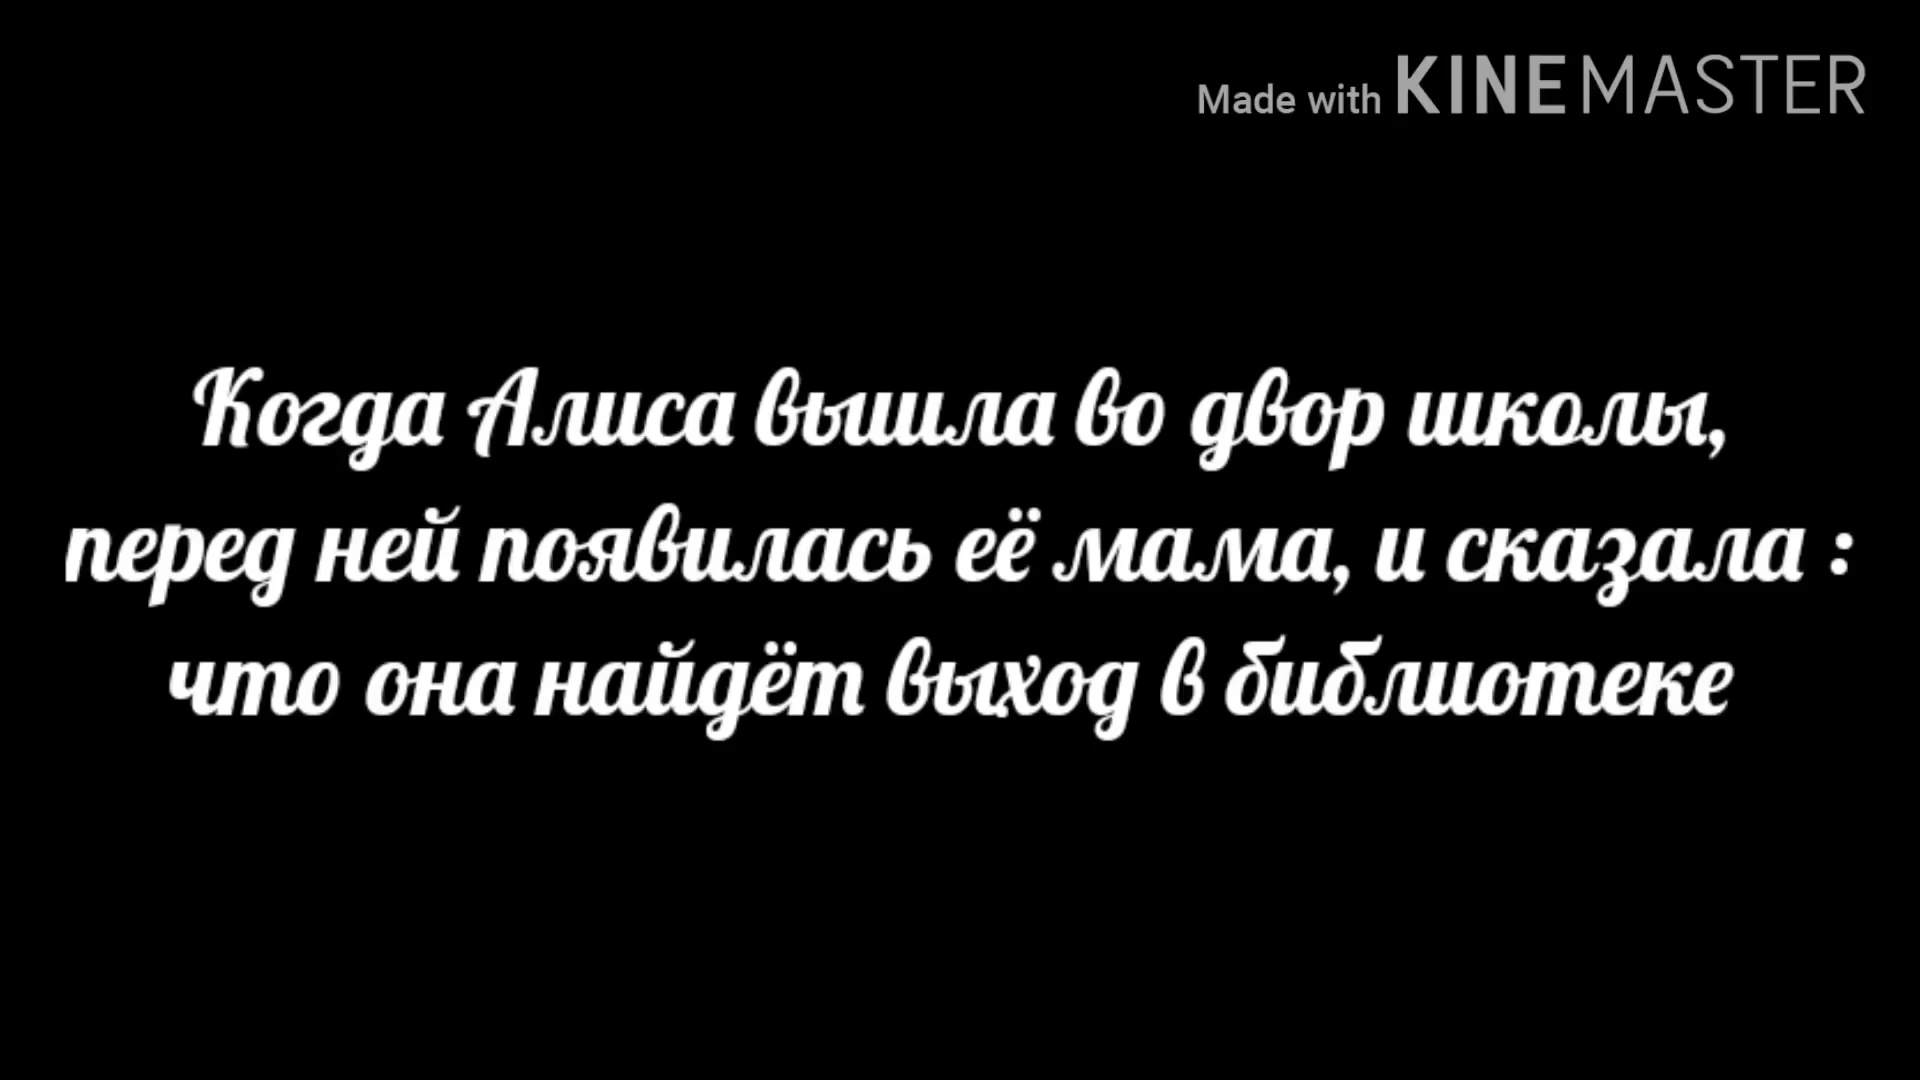 Made with KINEMASTER
Когда Алиса вышла во двор школы,
перед ней появилась её мама, и сказала :
что она найдёт выход в библиотеке